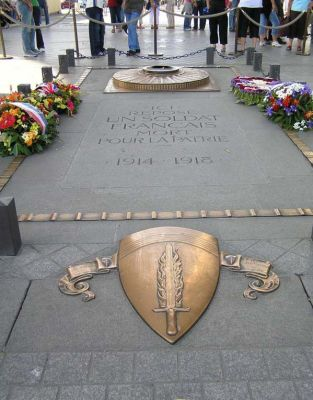 ICI
REPOSE
UN SOLDAT
FRANÇAIS
MORT
POUR LA PATRIE
1914 · 1918